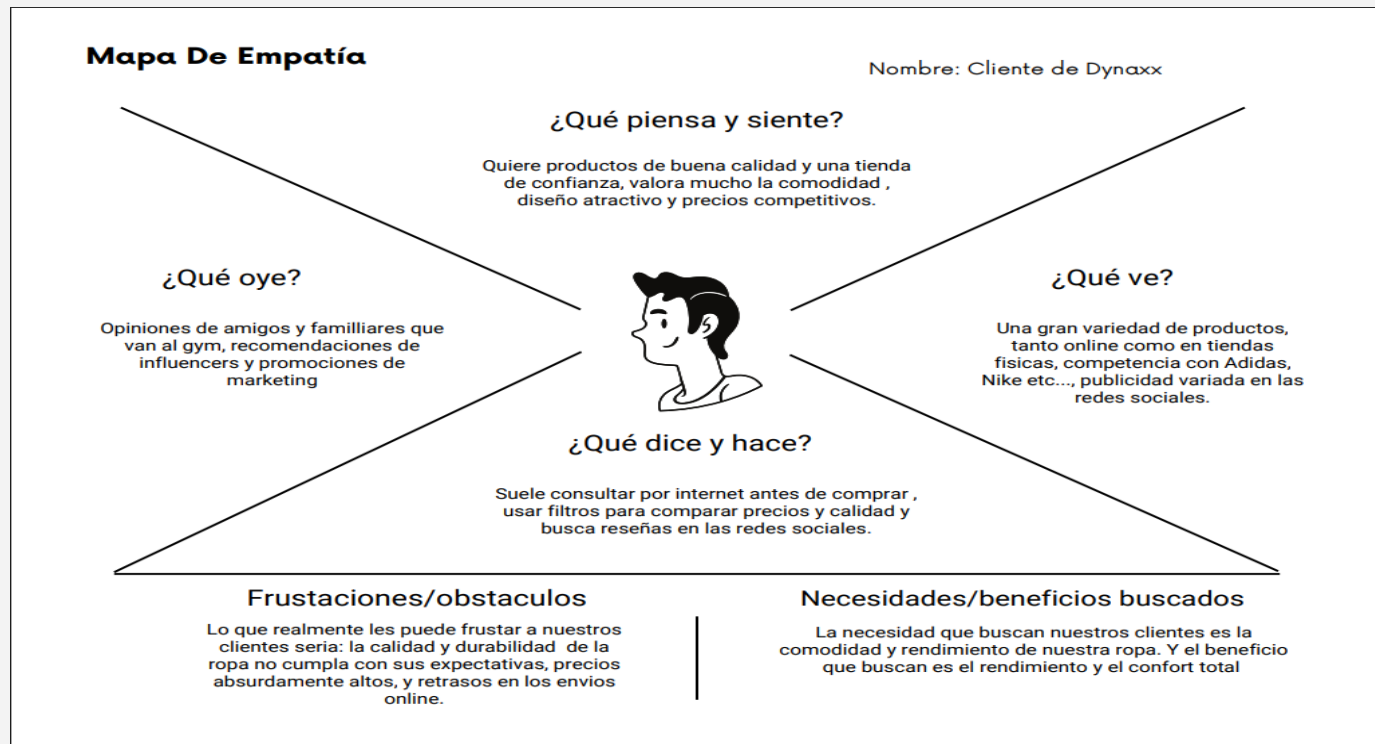 Mapa De Empatía
Nombre: Cliente de Dynaxx
¿Qué piensa y siente?
Quiere productos de buena calidad y una tienda
de confianza, valora mucho la comodidad ,
diseño atractivo y precios competitivos.
¿Qué oye?
Opiniones de amigos y familliares que
van al gym, recomendaciones de
influencers y promociones de
marketing
¿Qué ve?
Una gran variedad de productos,
tanto online como en tiendas
fisicas, competencia con Adidas,
Nike etc..., publicidad variada en las
redes sociales.
¿Qué dice y hace?
Suele consultar por internet antes de comprar ,
usar filtros para comparar precios y calidad y
busca reseñas en las redes sociales.
Frustaciones/obstaculos
Lo que realmente les puede frustar a nuestros
clientes seria: la calidad y durabilidad de la
ropa no cumpla con sus expectativas, precios
absurdamente altos, y retrasos en los envios
online.
Necesidades/beneficios buscados
La necesidad que buscan nuestros clientes es la
comodidad y rendimiento de nuestra ropa. Y el beneficio
que buscan es el rendimiento y el confort total